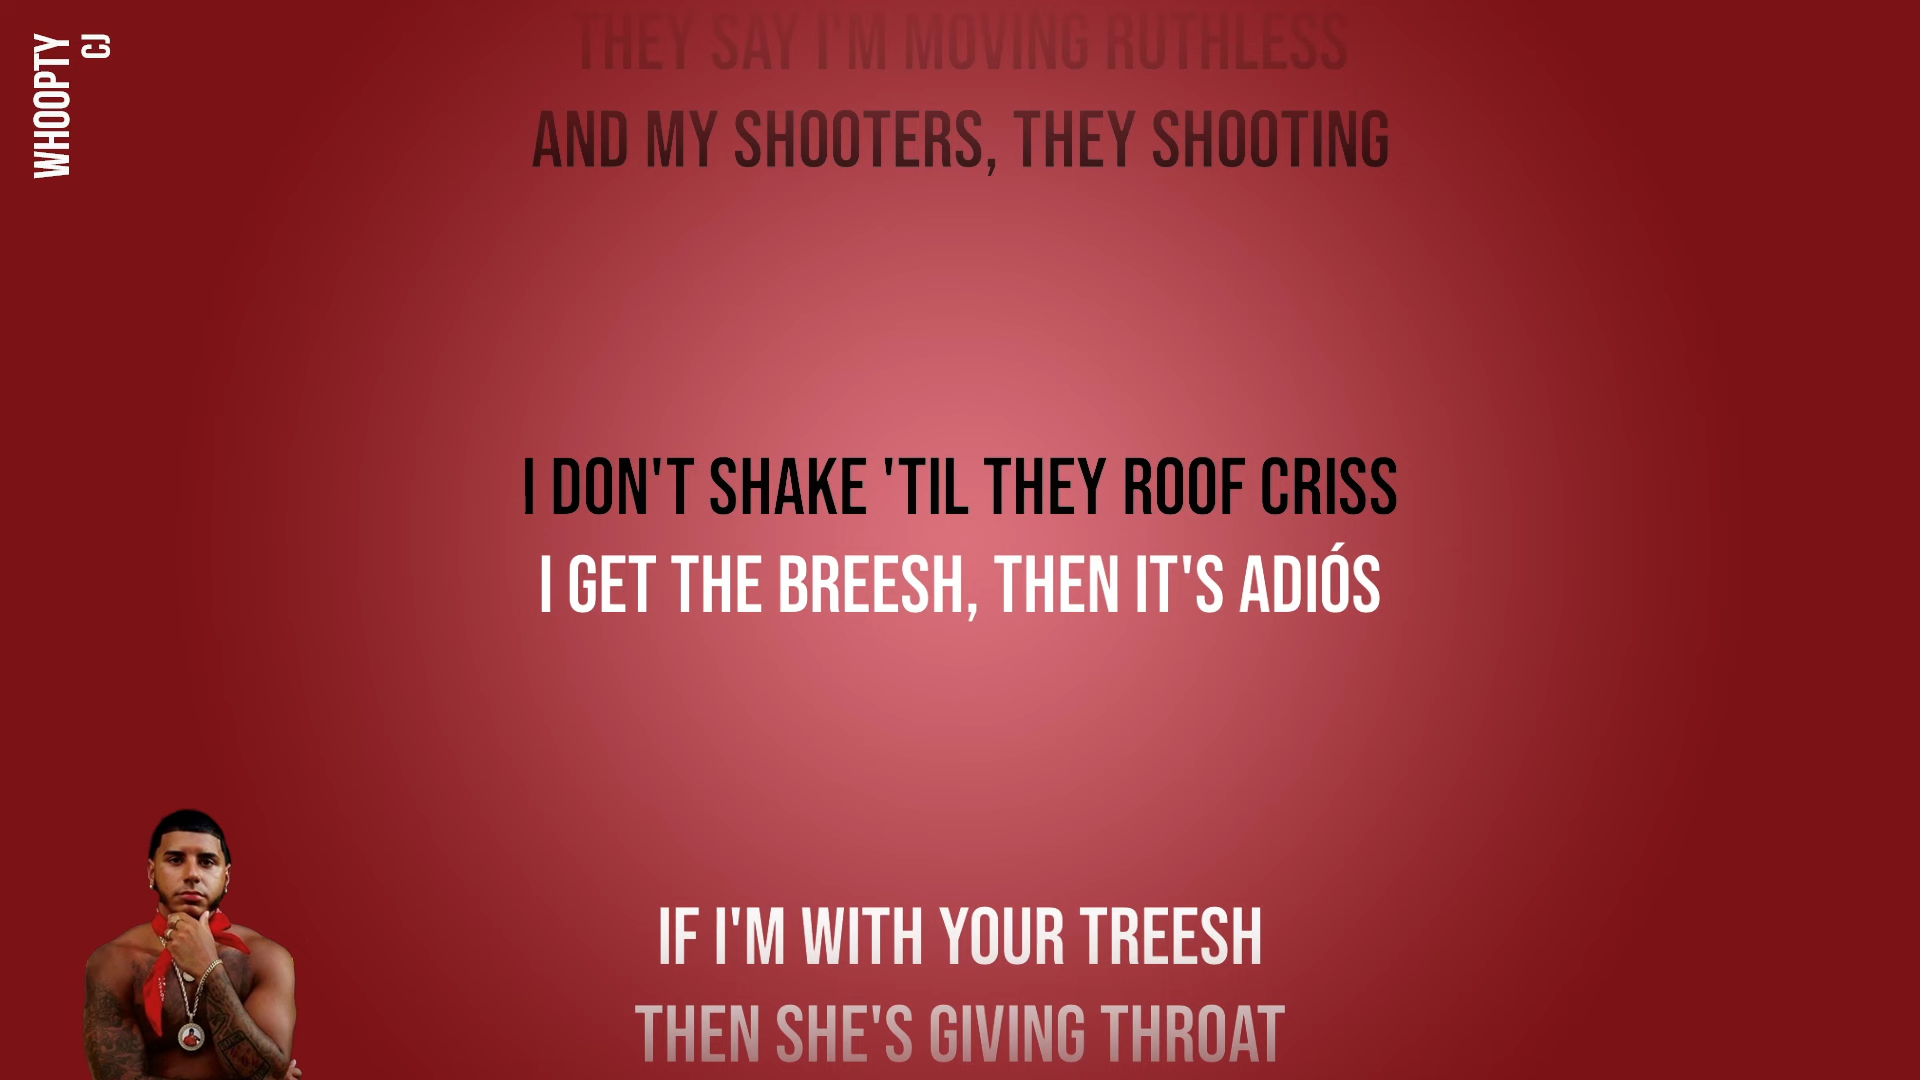 WHOOPTY
CJ
THEY SAY I'M MOVING RUTHLESS
AND MY SHOOTERS, THEY SHOOTING
I DON'T SHAKE 'TIL THEY ROOF CRISS
I GET THE BREESH, THEN IT'S ADIÓS
IF I'M WITH YOUR TREESH
THEN SHE'S GIVING THROAT